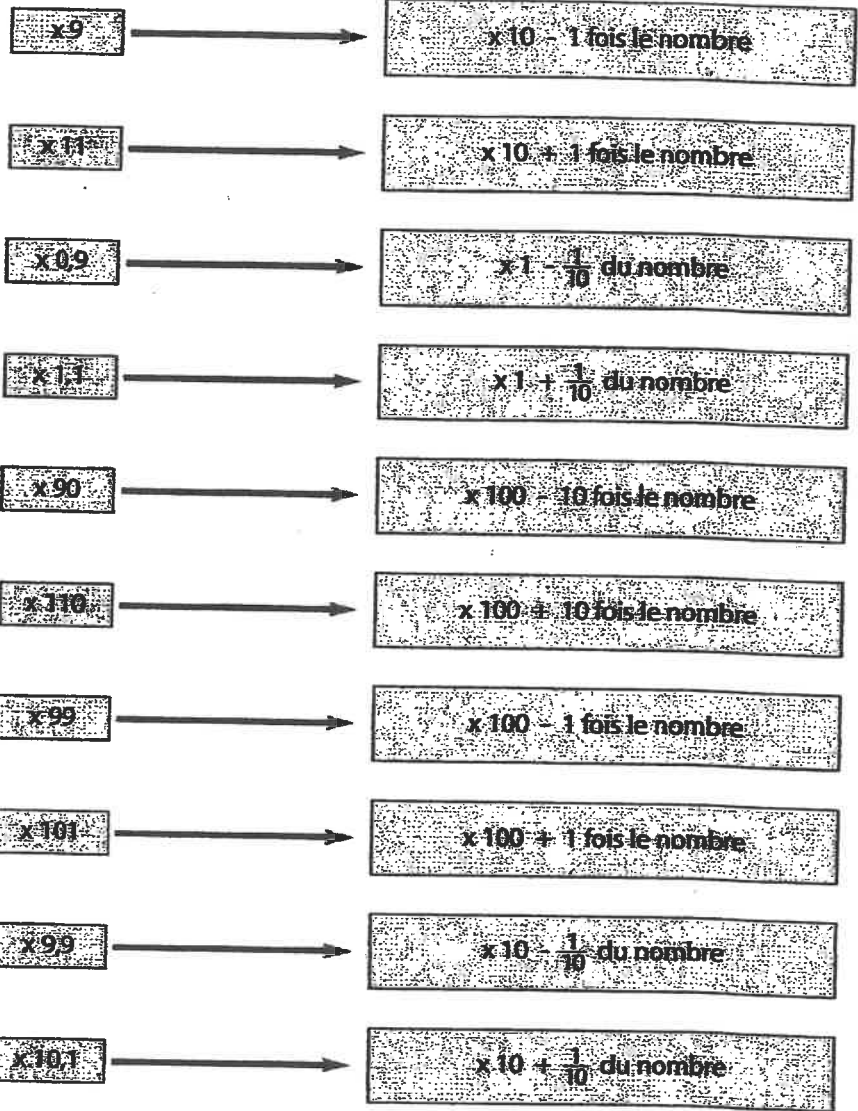 x 9 x 10 - 1 fois le nombre
x 11 x 10 + 1 fois le nombre
x 0,9 x 1 - 1/10 du nombre
x 1,1 x 1 + 1/10 du nombre
x 90 x 100 - 10 fois le nombre
x 110 x 100 + 10 fois le nombre
x 99 x 100 - 1 fois le nombre
x 101 x 100 + 1 fois le nombre
x 9,9 x 10 - 1/10 du nombre
x 10,1 x 10 + 1/10 du nombre